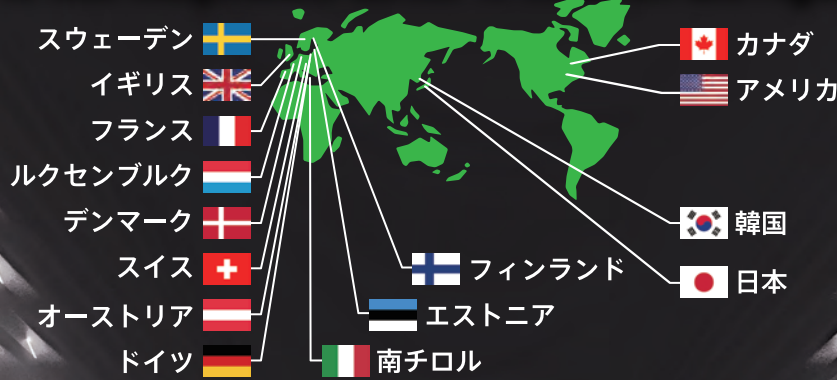 スウェーデン
イギリス
フランス
ルクセンブルク
デンマーク
スイス
オーストリア
ドイツ
フィンランド
エストニア
南チロル
カナダ
アメリカ
韓国
日本